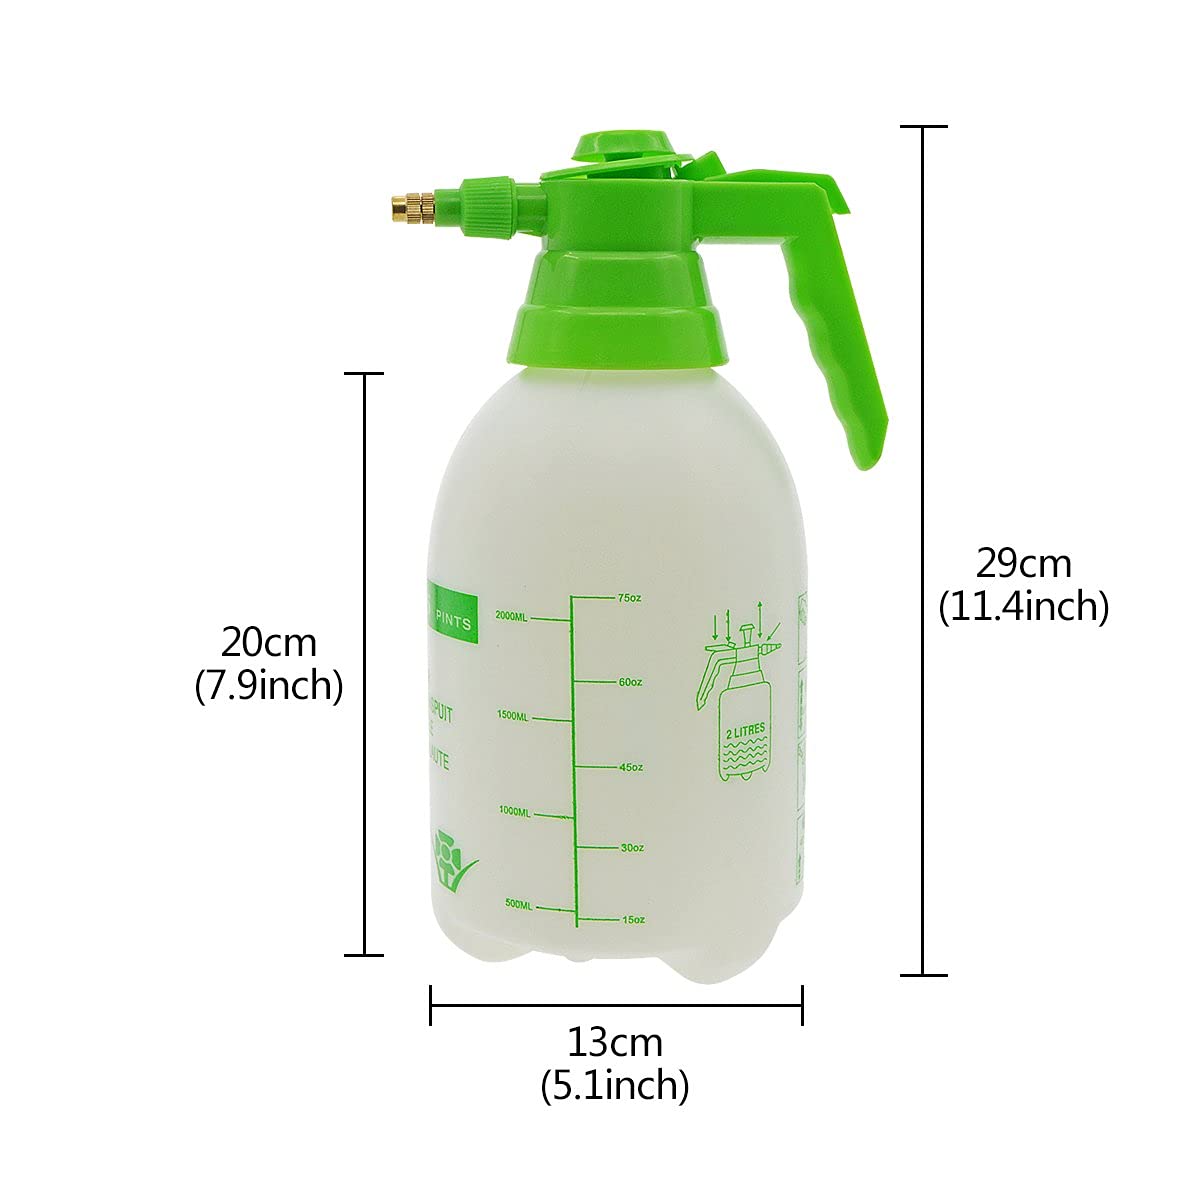 29cm
(11.4inch)
20cm
(7.9inch)
13cm
(5.1inch)
PINTS
2000ML
1500ML
1000ML
500ML
75oz
60oz
45oz
30oz
15oz
2 LITRES